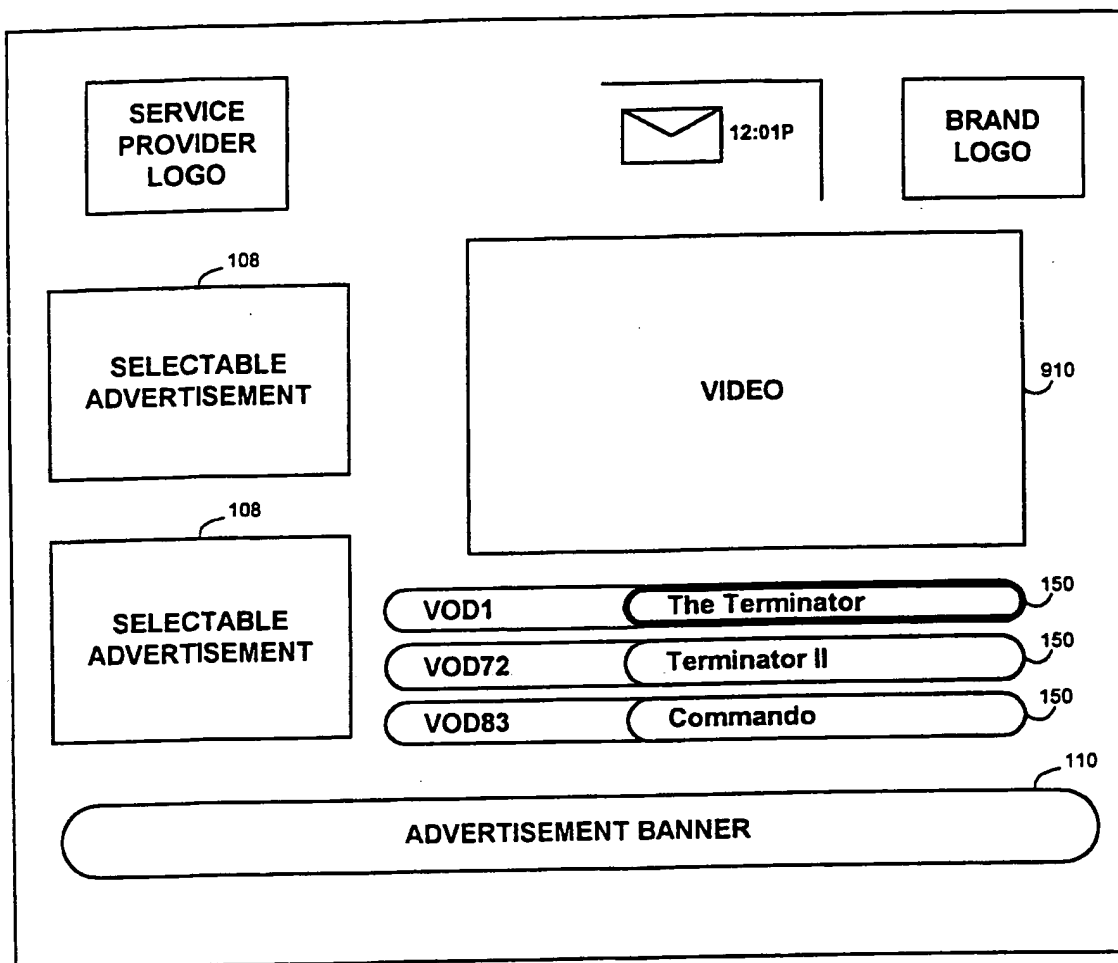 SERVICE
PROVIDER
LOGO
12:01P
BRAND
LOGO
108
SELECTABLE
ADVERTISEMENT
VIDEO
910
108
SELECTABLE
ADVERTISEMENT
VOD1 The Terminator 150
VOD72 Terminator II 150
VOD83 Commando 150
110
ADVERTISEMENT BANNER